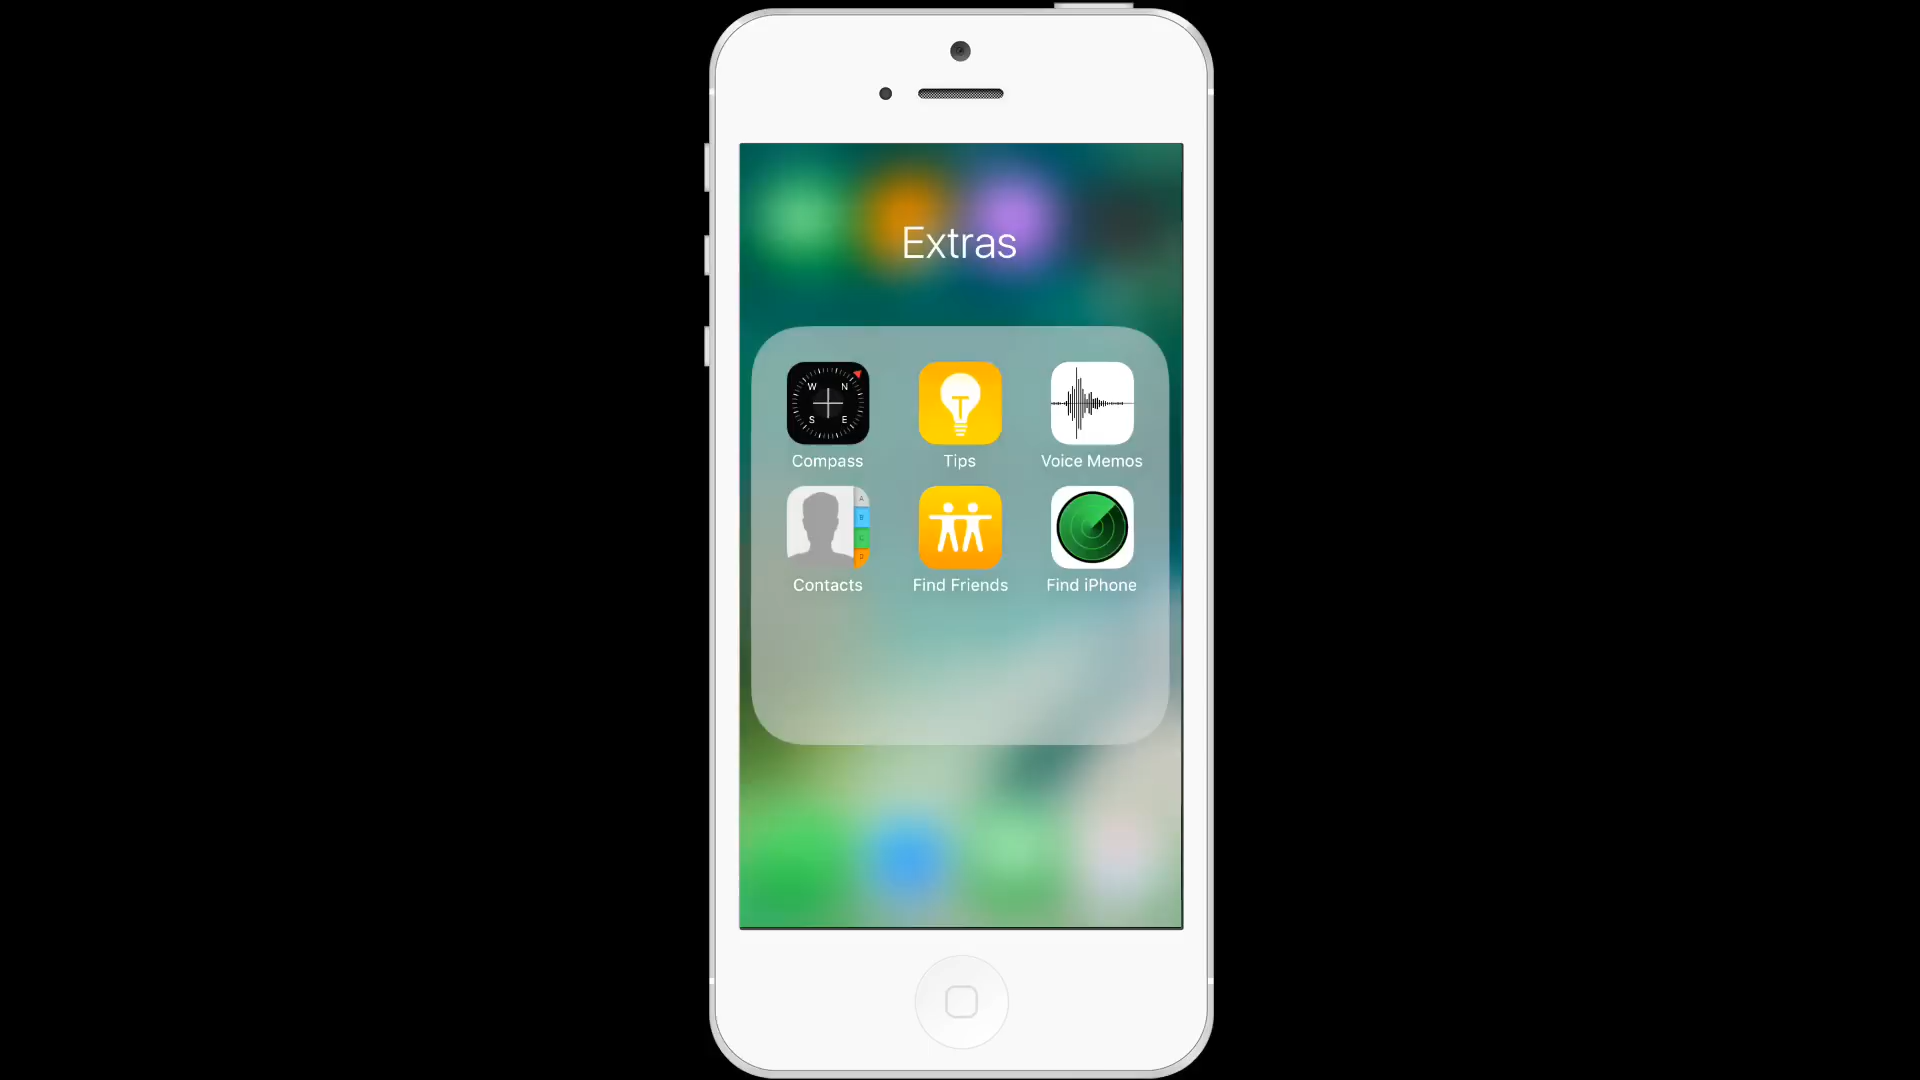 Extras
W N
S E
Compass
Tips
Voice Memos
A
B
C
D
Contacts
Find Friends
Find iPhone